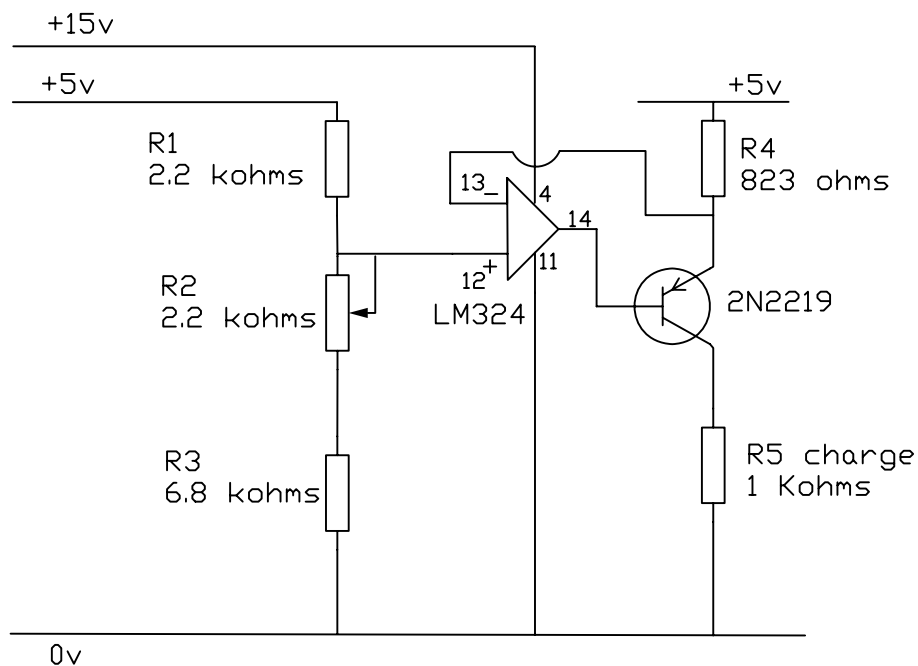 +15v
+5v
R1
2.2 kohms
R2
2.2 kohms
R3
6.8 kohms
13
-
4
14
12
+
11
LM324
+5v
R4
823 ohms
2N2219
R5 charge
1 Kohms
0v